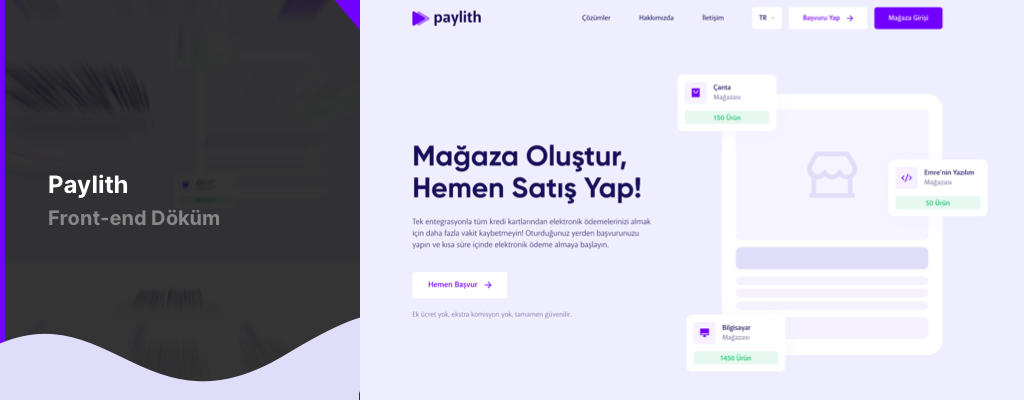 Paylith
Front-end Döküm
paylith
Çözümler
Hakkımızda
İletişim
TR
Başvuru Yap
Mağaza Girişi
Mağaza Oluştur,
Hemen Satış Yap!
Tek entegrasyonla tüm kredi kartlarından elektronik ödemelerinizi almak
için daha fazla vakit kaybetmeyin! Oturduğunuz yerden başvurunuzu
yapın ve kısa süre içinde elektronik ödeme almaya başlayın.
Hemen Başvur
Ek ücret yok, ekstra komisyon yok, tamamen güvenilir.
Çanta
Mağazası
150 Ürün
Emre'nin Yazılım
Mağazası
50 Ürün
Bilgisayar
Mağazası
1450 Ürün